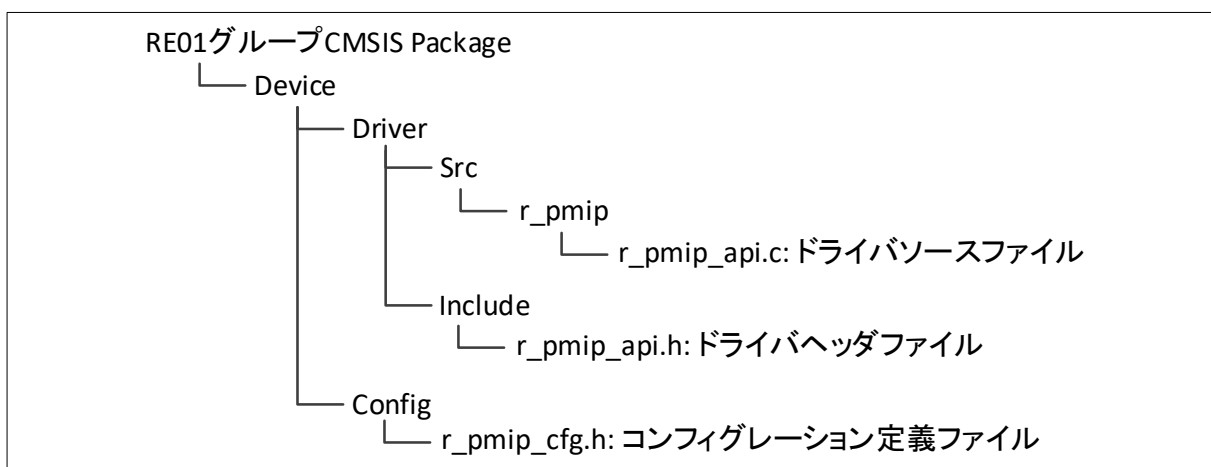 RE01グループCMSIS Package
Device
Driver
Src
r_pmip
r_pmip_api.c: ドライバソースファイル
Include
r_pmip_api.h: ドライバヘッダファイル
Config
r_pmip_cfg.h: コンフィグレーション定義ファイル